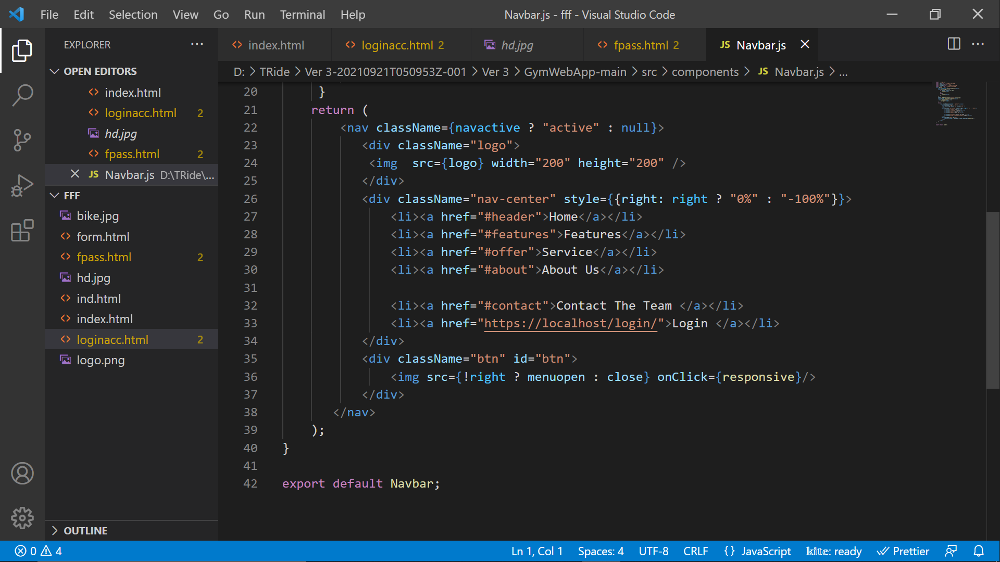 File Edit Selection View Go Run Terminal Help
Navbar.js - fff - Visual Studio Code
EXPLORER
index.html
loginacc.html 2
hd.jpg
fpass.html 2
JS Navbar.js
OPEN EDITORS
D: > TRide > Ver 3-20210921T050953Z-001 > Ver 3 > GymWebApp-main > src > components > JS Navbar.js > ...
index.html
loginacc.html 2
hd.jpg
fpass.html 2
JS Navbar.js D:\TRide\...
FFF
bike.jpg
form.html
fpass.html 2
hd.jpg
ind.html
index.html
loginacc.html 2
logo.png
OUTLINE
20 }
21 return (
22 <nav className={navactive ? "active" : null}>
23 <div className="logo">
24 <img  src={logo} width="200" height="200" />
25 </div>
26 <div className="nav-center" style={{right: right ? "0%" : "-100%"}}>
27 <li><a href="#header">Home</a></li>
28 <li><a href="#features">Features</a></li>
29 <li><a href="#offer">Service</a></li>
30 <li><a href="#about">About Us</a></li>
31
32 <li><a href="#contact">Contact The Team </a></li>
33 <li><a href="https://localhost/login/">Login </a></li>
34 </div>
35 <div className="btn" id="btn">
36 <img src={!right ? menuopen : close} onClick={responsive}/>
37 </div>
38 </nav>
39 );
40 }
41
42 export default Navbar;
0 4
Ln 1, Col 1 Spaces: 4 UTF-8 CRLF {} JavaScript kite: ready Prettier